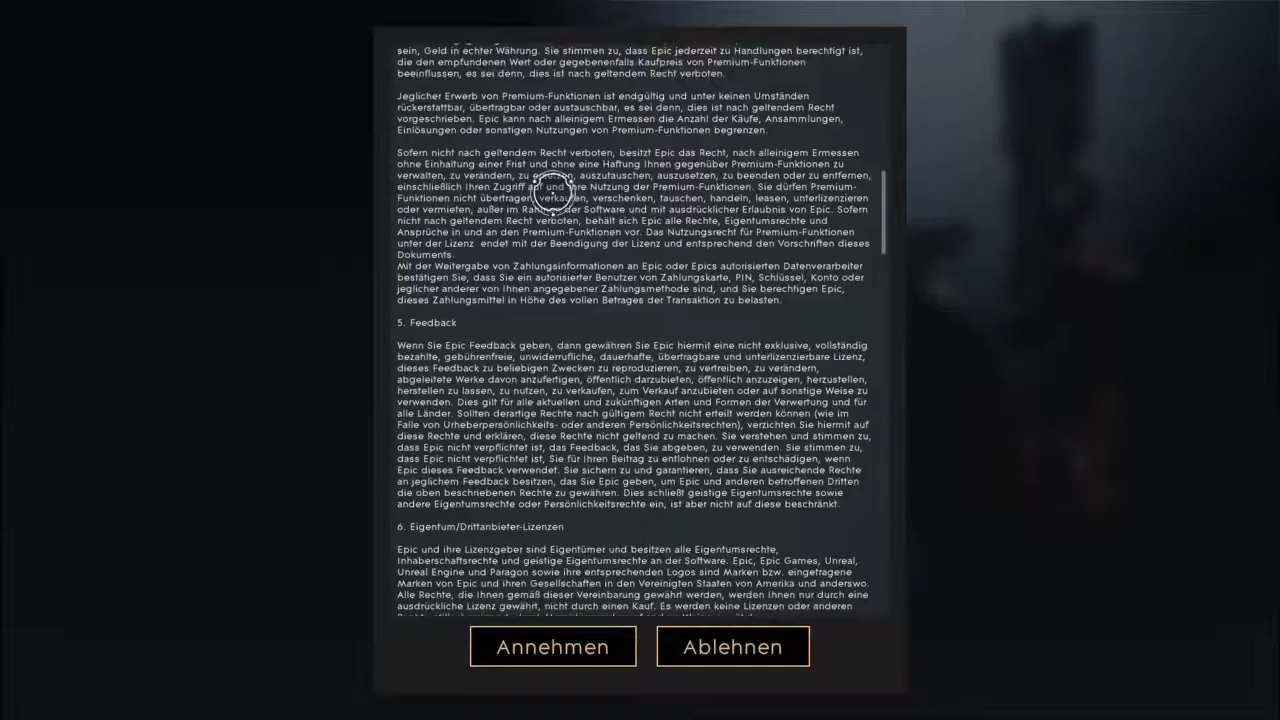 sein, Geld in echter Währung. Sie stimmen zu, dass Epic jederzeit zu Handlungen berechtigt ist,
die den empfundenen Wert oder gegebenenfalls Kaufpreis von Premium-Funktionen
beeinflussen, es sei denn, dies ist nach geltendem Recht verboten.
Jeglicher Erwerb von Premium-Funktionen ist endgültig und unter keinen Umständen
rückerstattbar, übertragbar oder austauschbar, es sei denn, dies ist nach geltendem Recht
vorgeschrieben. Epic kann nach alleinigem Ermessen die Anzahl der Käufe, Ansammlungen,
Einlösungen oder sonstigen Nutzungen von Premium-Funktionen begrenzen.
Sofern nicht nach geltendem Recht verboten, besitzt Epic das Recht, nach alleinigem Ermessen
ohne Einhaltung einer Frist und ohne eine Haftung Ihnen gegenüber Premium-Funktionen zu
verwalten, zu verändern, zu auszutauschen, auszusetzen, zu beenden oder zu entfernen,
einschließlich Ihren Zugriff auf und ihre Nutzung der Premium-Funktionen. Sie dürfen Premium-
Funktionen nicht übertragen, verkaufen, verschenken, tauschen, handeln, leasen, unterlizenzieren
oder vermieten, außer im Rahmen der Software und mit ausdrücklicher Erlaubnis von Epic. Sofern
nicht nach geltendem Recht verboten, behält sich Epic alle Rechte, Eigentumsrechte und
Ansprüche in und an den Premium-Funktionen vor. Das Nutzungsrecht für Premium-Funktionen
unter der Lizenz endet mit der Beendigung der Lizenz und entsprechend den Vorschriften dieses
Dokuments.
Mit der Weitergabe von Zahlungsinformationen an Epic oder Epics autorisierten Datenverarbeiter
bestätigen Sie, dass Sie ein autorisierter Benutzer von Zahlungskarte, PIN, Schlüssel, Konto oder
jeglicher anderer von Ihnen angegebener Zahlungsmethode sind, und Sie berechtigen Epic,
dieses Zahlungsmittel in Höhe des vollen Betrages der Transaktion zu belasten.
5. Feedback
Wenn Sie Epic Feedback geben, dann gewähren Sie Epic hiermit eine nicht exklusive, vollständig
bezahlte, gebührenfreie, unwiderrufliche, dauerhafte, übertragbare und unterlizenzierbare Lizenz,
dieses Feedback zu beliebigen Zwecken zu reproduzieren, zu vertreiben, zu verändern,
abgeleitete Werke davon anzufertigen, öffentlich darzubieten, öffentlich anzuzeigen, herzustellen,
herstellen zu lassen, zu nutzen, zu verkaufen, zum Verkauf anzubieten oder auf sonstige Weise zu
verwenden. Dies gilt für alle aktuellen und zukünftigen Arten und Formen der Verwertung und für
alle Länder. Sollten derartige Rechte nach gültigem Recht nicht erteilt werden können (wie im
Falle von Urheberpersönlichkeits- oder anderen Persönlichkeitsrechten), verzichten Sie hiermit auf
diese Rechte und erklären, diese Rechte nicht geltend zu machen. Sie verstehen und stimmen zu,
dass Epic nicht verpflichtet ist, das Feedback, das Sie abgeben, zu verwenden. Sie stimmen zu,
dass Epic nicht verpflichtet ist, Sie für Ihren Beitrag zu entlohnen oder zu entschädigen, wenn
Epic dieses Feedback verwendet. Sie sichern zu und garantieren, dass Sie ausreichende Rechte
an jeglichem Feedback besitzen, das Sie Epic geben, um Epic und anderen betroffenen Dritten
die oben beschriebenen Rechte zu gewähren. Dies schließt geistige Eigentumsrechte sowie
andere Eigentumsrechte oder Persönlichkeitsrechte ein, ist aber nicht auf diese beschränkt.
6. Eigentum/Drittanbieter-Lizenzen
Epic und ihre Lizenzgeber sind Eigentümer und besitzen alle Eigentumsrechte,
Inhaberschaftsrechte und geistige Eigentumsrechte an der Software. Epic, Epic Games, Unreal,
Unreal Engine und Paragon sowie ihre entsprechenden Logos sind Marken bzw. eingetragene
Marken von Epic und ihren Gesellschaften in den Vereinigten Staaten von Amerika und anderswo.
Alle Rechte, die Ihnen gemäß dieser Vereinbarung gewährt werden, werden Ihnen nur durch eine
ausdrückliche Lizenz gewährt, nicht durch einen Kauf. Es werden keine Lizenzen oder anderen
Annehmen
Ablehnen